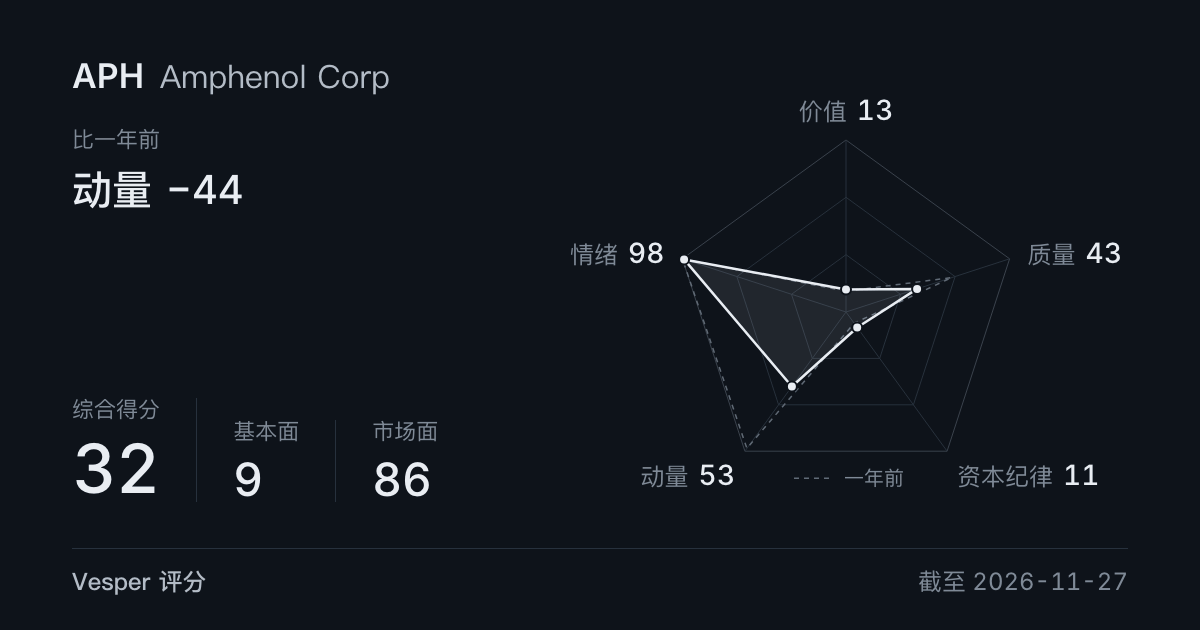 APH Amphenol Corp
比一年前
动量 −44
价值 13
情绪 98
质量 43
动量 53
一年前
资本纪律 11
综合得分
32
基本面
9
市场面
86
Vesper 评分
截至 2026-11-27